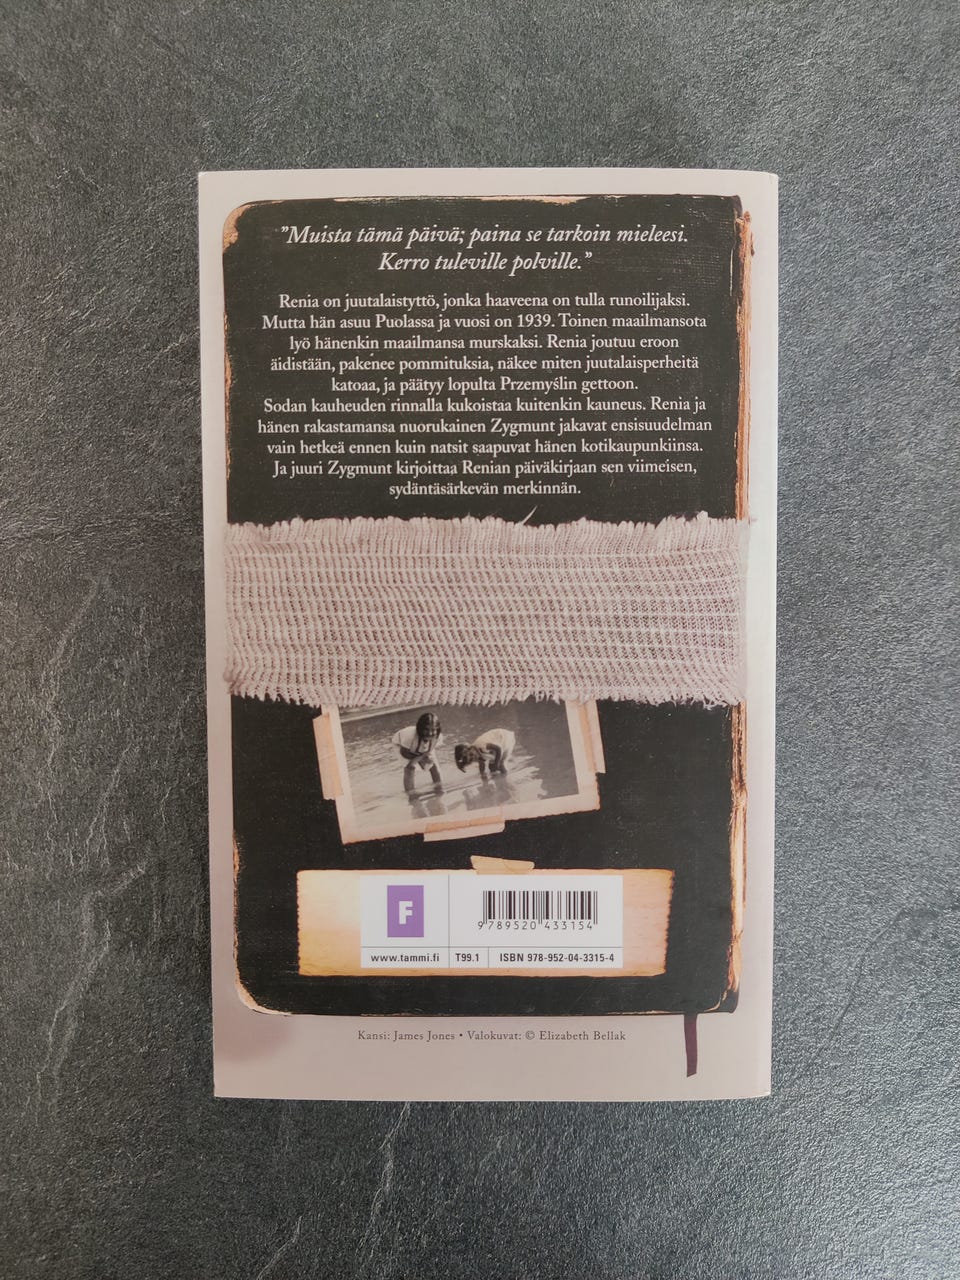 ”Muista tämä päivä; paina se tarkoin mieleesi.
Kerro tuleville polville.”
Renia on juutalaistyttö, jonka haaveena on tulla runoilijaksi.
Mutta hän asuu Puolassa ja vuosi on 1939. Toinen maailmansota
lyö hänenkin maailmansa murskaksi. Renia joutuu eroon
äidistään, pakenee pommituksia, näkee miten juutalaisperheitä
katoaa, ja päätyy lopulta Przemyślin gettoon.
Sodan kauheuden rinnalla kukoistaa kuitenkin kauneus. Renia ja
hänen rakastamansa nuorukainen Zygmunt jakavat ensisuudelman
vain hetkeä ennen kuin natsit saapuvat hänen kotikaupunkiinsa.
Ja juuri Zygmunt kirjoittaa Renian päiväkirjaan sen viimeisen,
sydäntäsärkevän merkinnän.
F
9 789520 433154
www.tammi.fi T99.1 ISBN 978-952-04-3315-4
Kansi: James Jones • Valokuvat: © Elizabeth Bellak